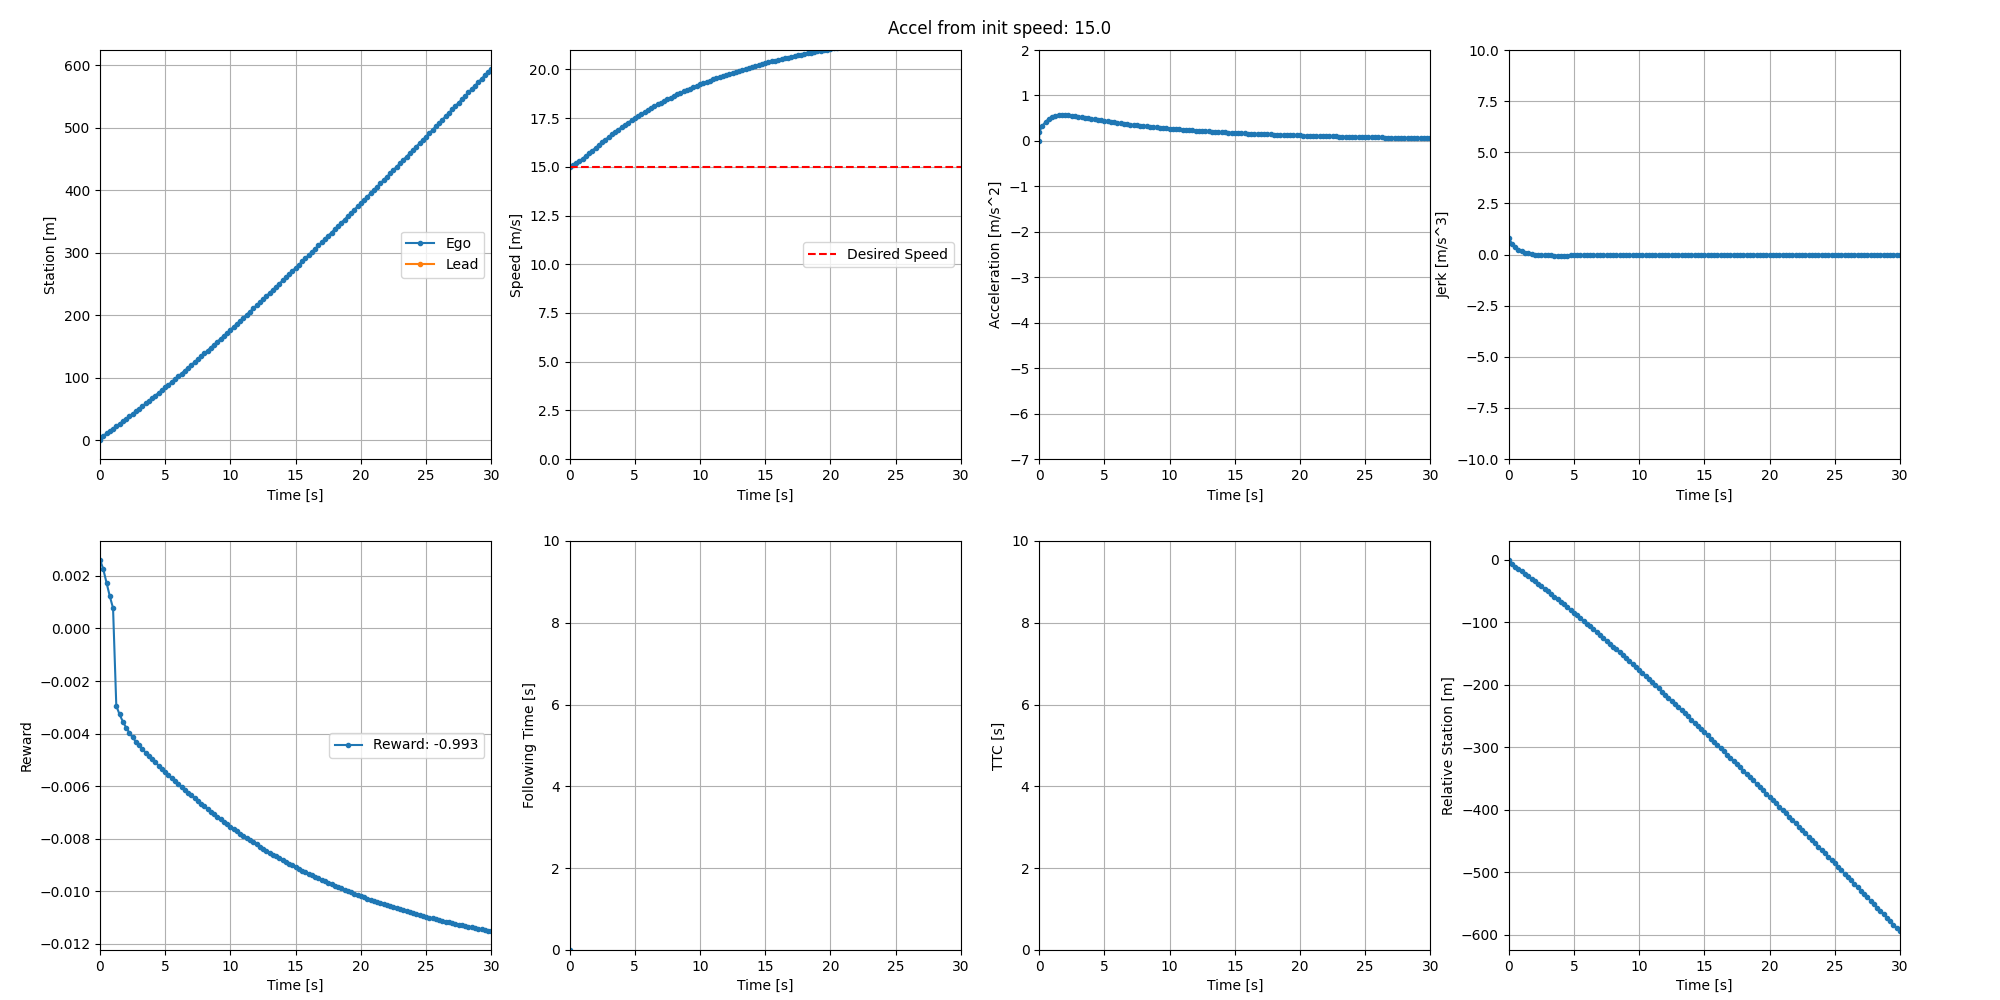 Accel from init speed: 15.0
Station [m]
600
500
400
300
200
100
0
Ego
Lead
0 5 10 15 20 25 30
Time [s]
Speed [m/s]
20.0
17.5
15.0
12.5
10.0
7.5
5.0
2.5
0.0
Desired Speed
0 5 10 15 20 25 30
Time [s]
Acceleration [m/s^2]
2
1
0
−1
−2
−3
−4
−5
−6
−7
0 5 10 15 20 25 30
Time [s]
Jerk [m/s^3]
10.0
7.5
5.0
2.5
0.0
−2.5
−5.0
−7.5
−10.0
0 5 10 15 20 25 30
Time [s]
Reward
0.002
0.000
−0.002
−0.004
−0.006
−0.008
−0.010
−0.012
Reward: -0.993
0 5 10 15 20 25 30
Time [s]
Following Time [s]
10
8
6
4
2
0
0 5 10 15 20 25 30
Time [s]
TTC [s]
10
8
6
4
2
0
0 5 10 15 20 25 30
Time [s]
Relative Station [m]
0
−100
−200
−300
−400
−500
−600
0 5 10 15 20 25 30
Time [s]